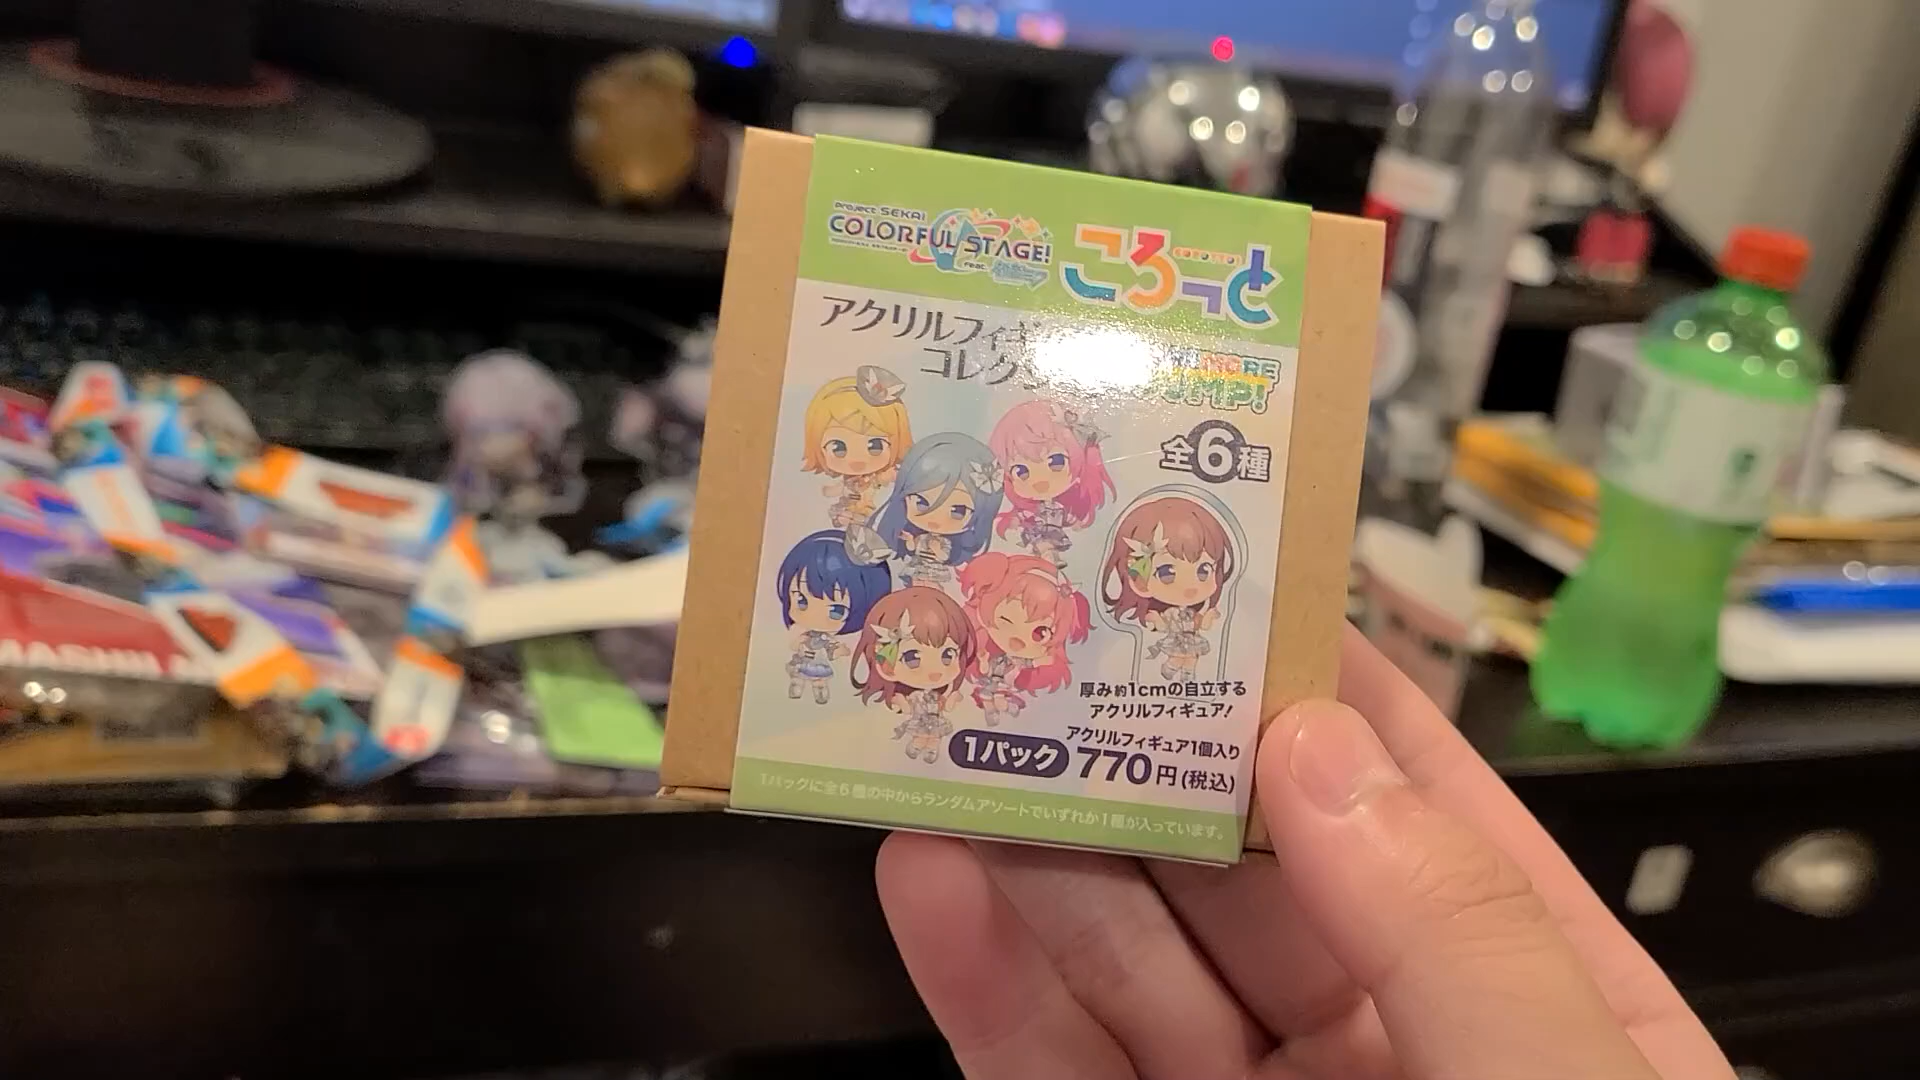 Project SEKAI
COLORFUL STAGE!
feat. 初音ミク
ころっと
アクリルフィギ
コレク
MORE
JUMP!
全6種
厚み約1cmの自立する
アクリルフィギュア!
アクリルフィギュア1個入り
1パック 770円(税込)
1パックに全6種の中からランダムアソートでいずれか1種が入っています。